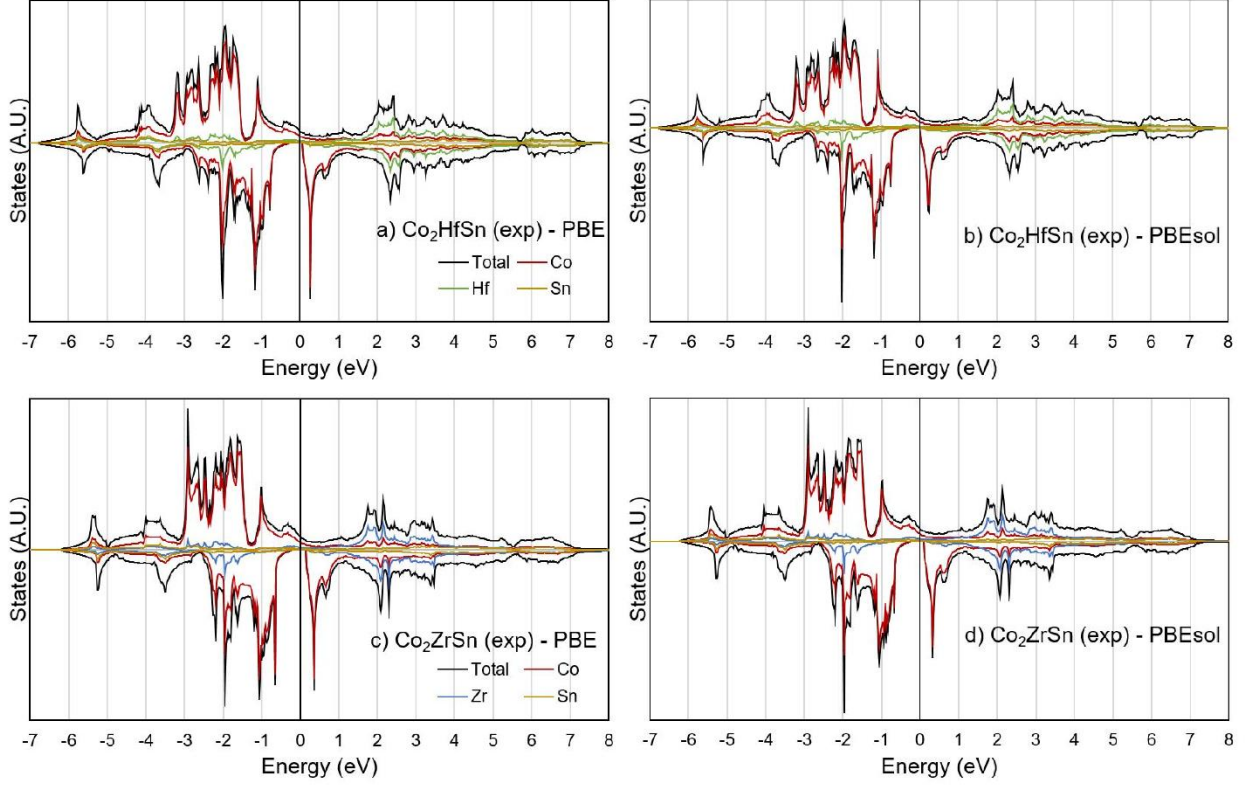 States (A.U.)
a) Co₂HfSn (exp) - PBE
Total Co
Hf Sn
-7 -6 -5 -4 -3 -2 -1 0 1 2 3 4 5 6 7 8
Energy (eV)
States (A.U.)
b) Co₂HfSn (exp) - PBEsol
-7 -6 -5 -4 -3 -2 -1 0 1 2 3 4 5 6 7 8
Energy (eV)
States (A.U.)
c) Co₂ZrSn (exp) - PBE
Total Co
Zr Sn
-7 -6 -5 -4 -3 -2 -1 0 1 2 3 4 5 6 7 8
Energy (eV)
States (A.U.)
d) Co₂ZrSn (exp) - PBEsol
-7 -6 -5 -4 -3 -2 -1 0 1 2 3 4 5 6 7 8
Energy (eV)